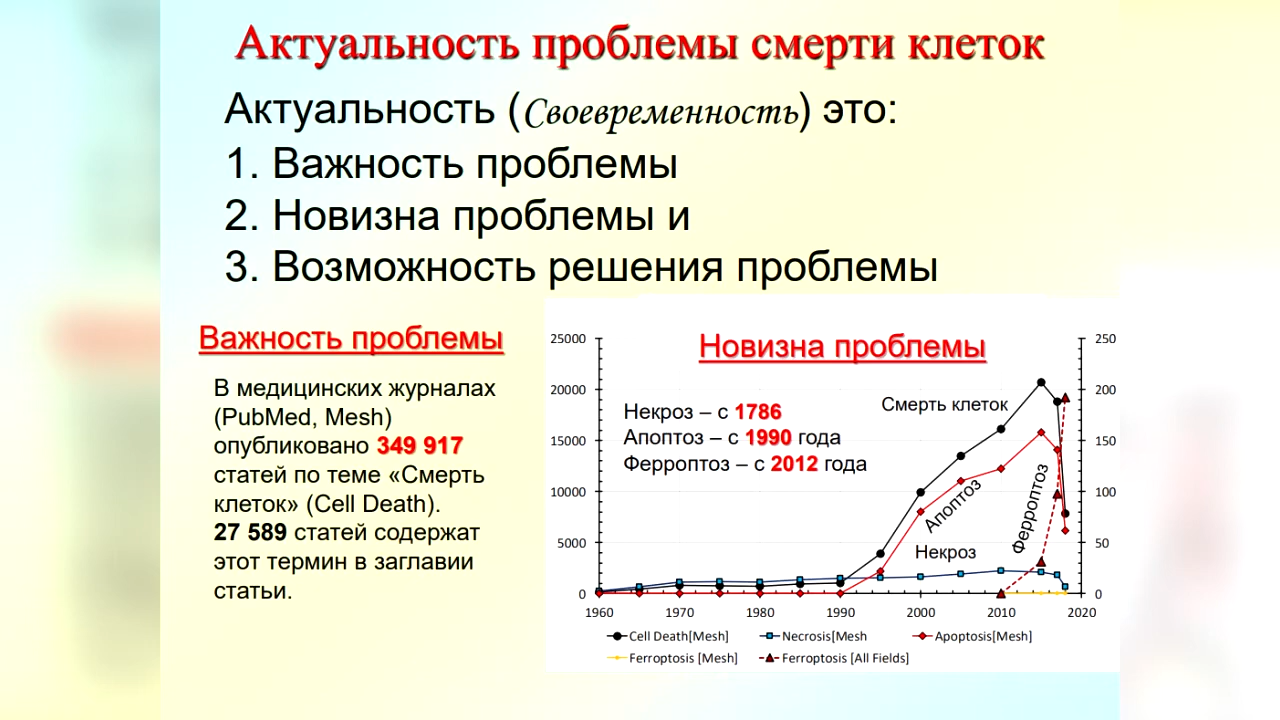 Актуальность проблемы смерти клеток
Актуальность (Своевременность) это:
1. Важность проблемы
2. Новизна проблемы и
3. Возможность решения проблемы
Важность проблемы
В медицинских журналах
(PubMed, Mesh)
опубликовано 349 917
статей по теме «Смерть
клеток» (Cell Death).
27 589 статей содержат
этот термин в заглавии
статьи.
Новизна проблемы
Некроз – с 1786
Апоптоз – с 1990 года
Ферроптоз – с 2012 года
Смерть клеток
Апоптоз
Ферроптоз
Некроз
25000
20000
15000
10000
5000
0
250
200
150
100
50
0
1960 1970 1980 1990 2000 2010 2020
Cell Death[Mesh] Necrosis[Mesh Apoptosis[Mesh]
Ferroptosis [Mesh] Ferroptosis [All Fields]